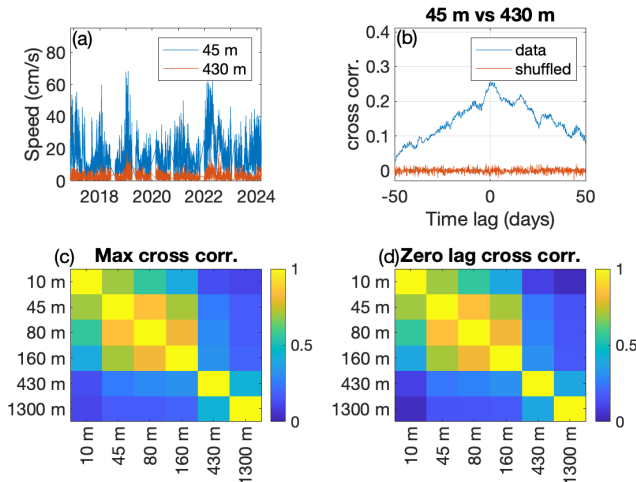 45 m vs 430 m
(a)
80
60
40
20
0
Speed (cm/s)
45 m
430 m
2018
2020
2022
2024
(b)
0.4
0.3
0.2
0.1
0
cross corr.
data
shuffled
-50
0
50
Time lag (days)
(c)
Max cross corr.
10 m
45 m
80 m
160 m
430 m
1300 m
10 m
45 m
80 m
160 m
430 m
1300 m
1
0.5
0
(d)
Zero lag cross corr.
10 m
45 m
80 m
160 m
430 m
1300 m
10 m
45 m
80 m
160 m
430 m
1300 m
1
0.5
0